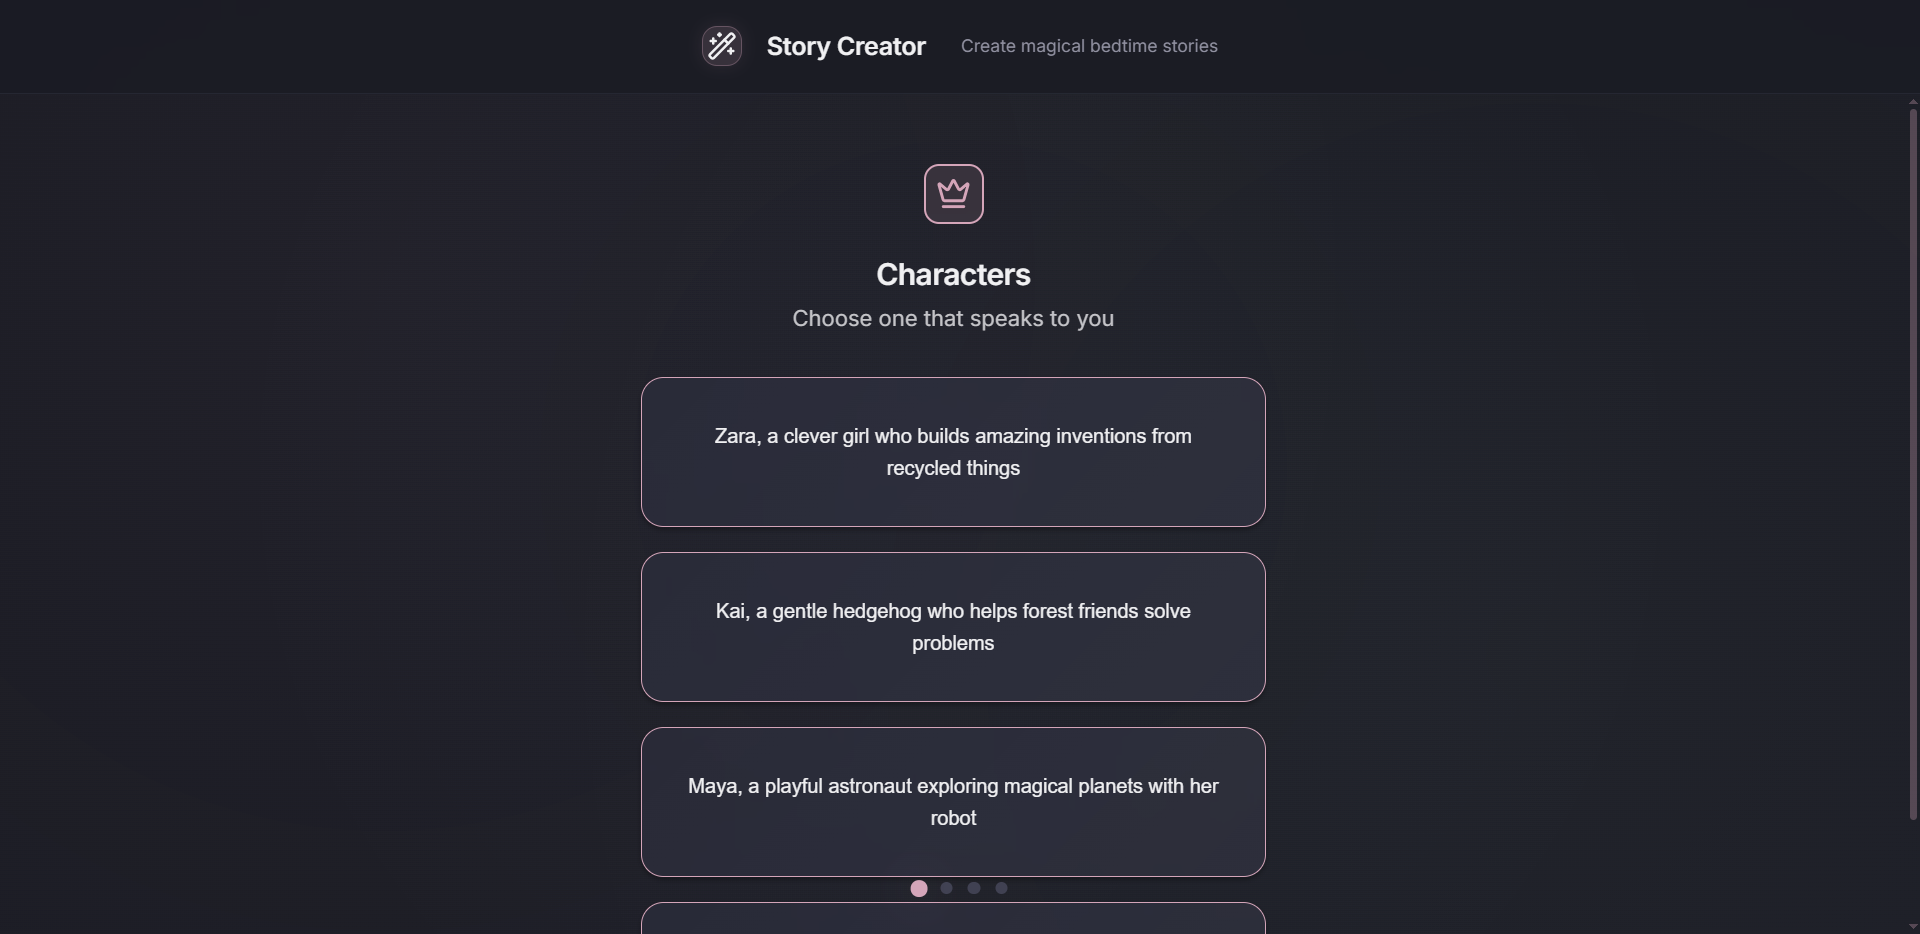 Story Creator
Create magical bedtime stories
Characters
Choose one that speaks to you
Zara, a clever girl who builds amazing inventions from
recycled things
Kai, a gentle hedgehog who helps forest friends solve
problems
Maya, a playful astronaut exploring magical planets with her
robot